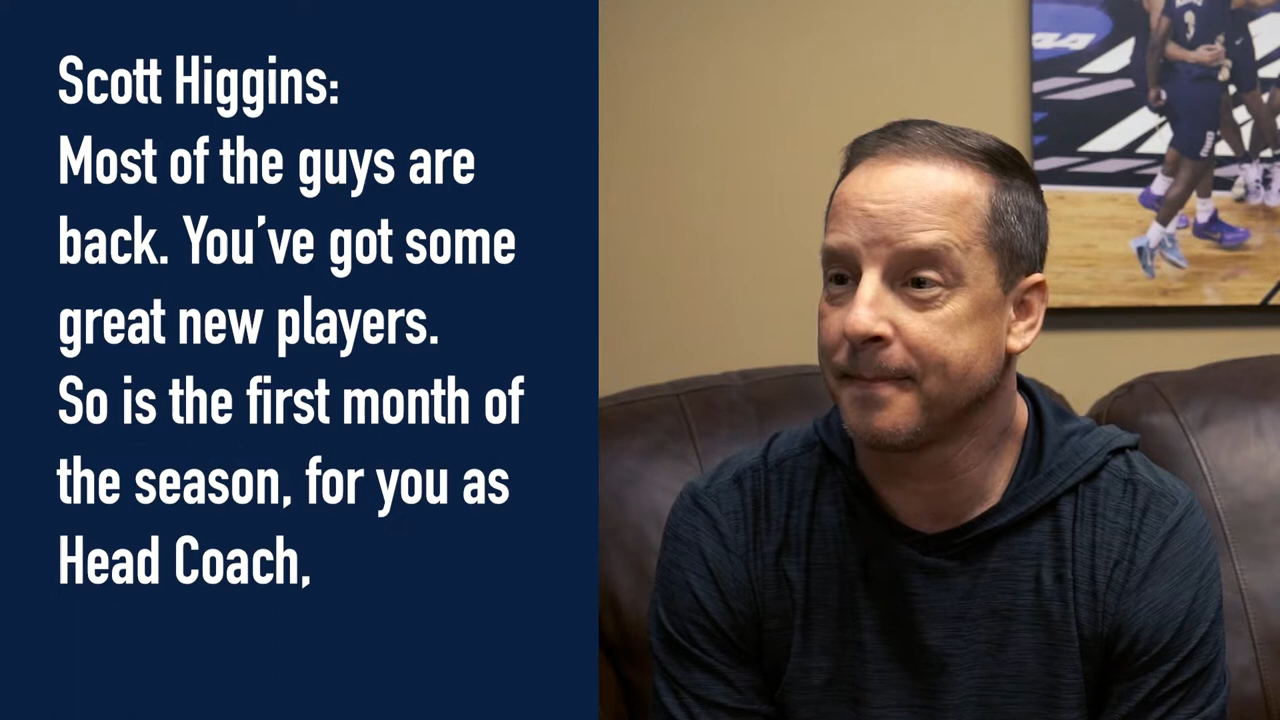 Scott Higgins:
Most of the guys are
back. You’ve got some
great new players.
So is the first month of
the season, for you as
Head Coach,
3